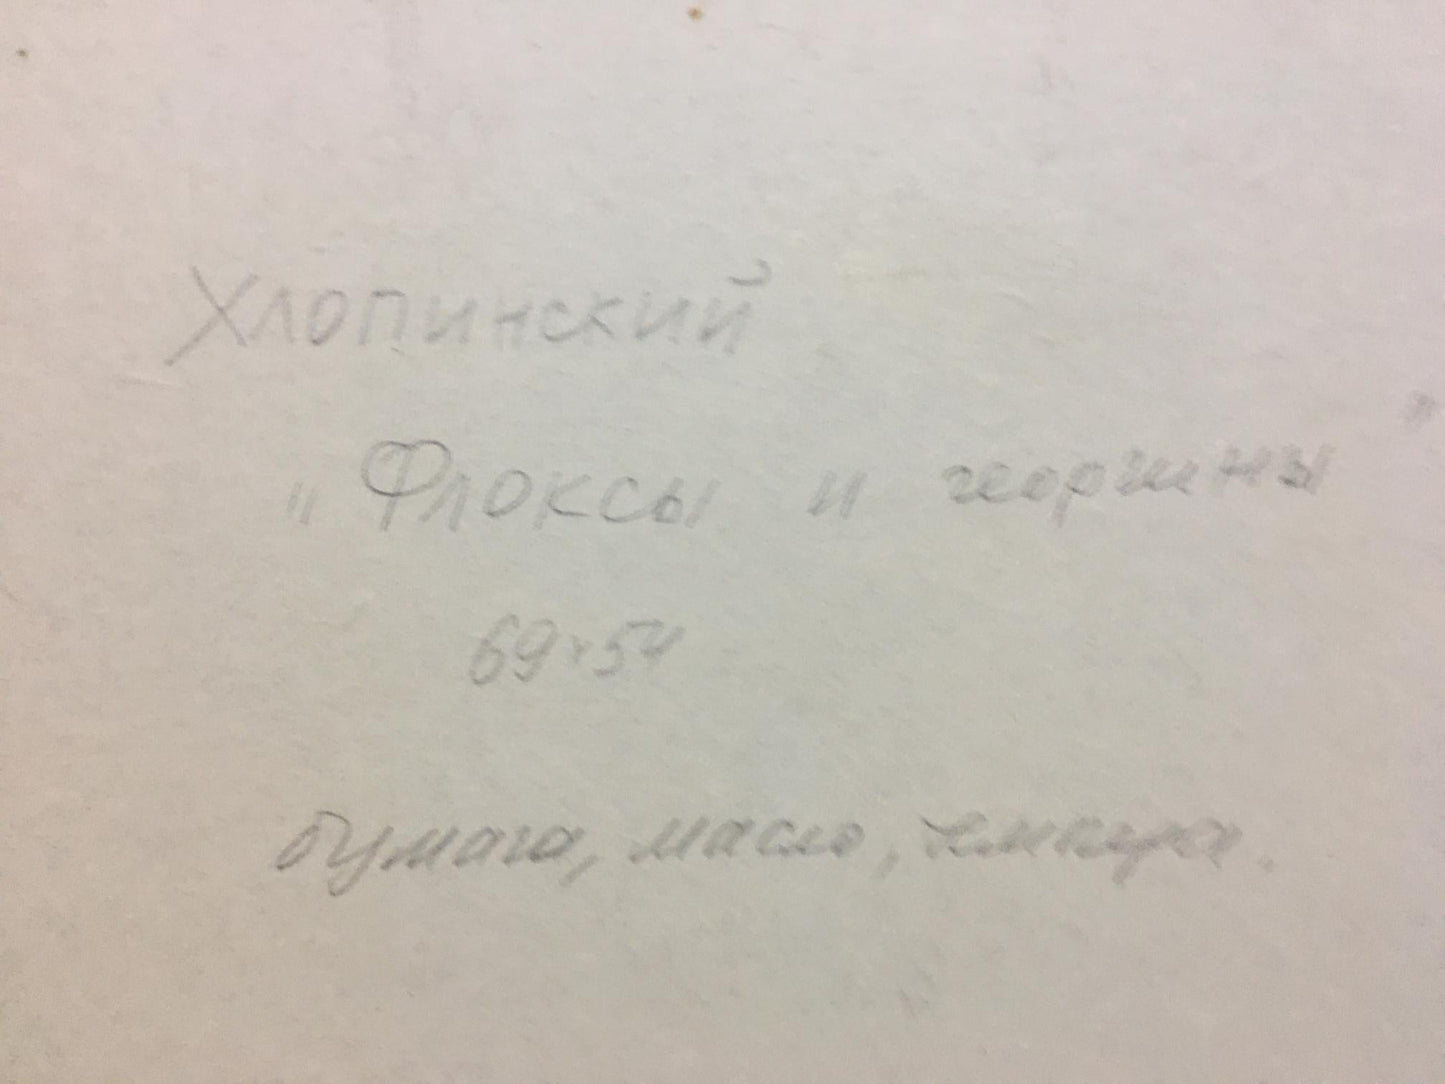 Хлопинский
"Флоксы и георгины"
69×54
бумага, масло, темпера.